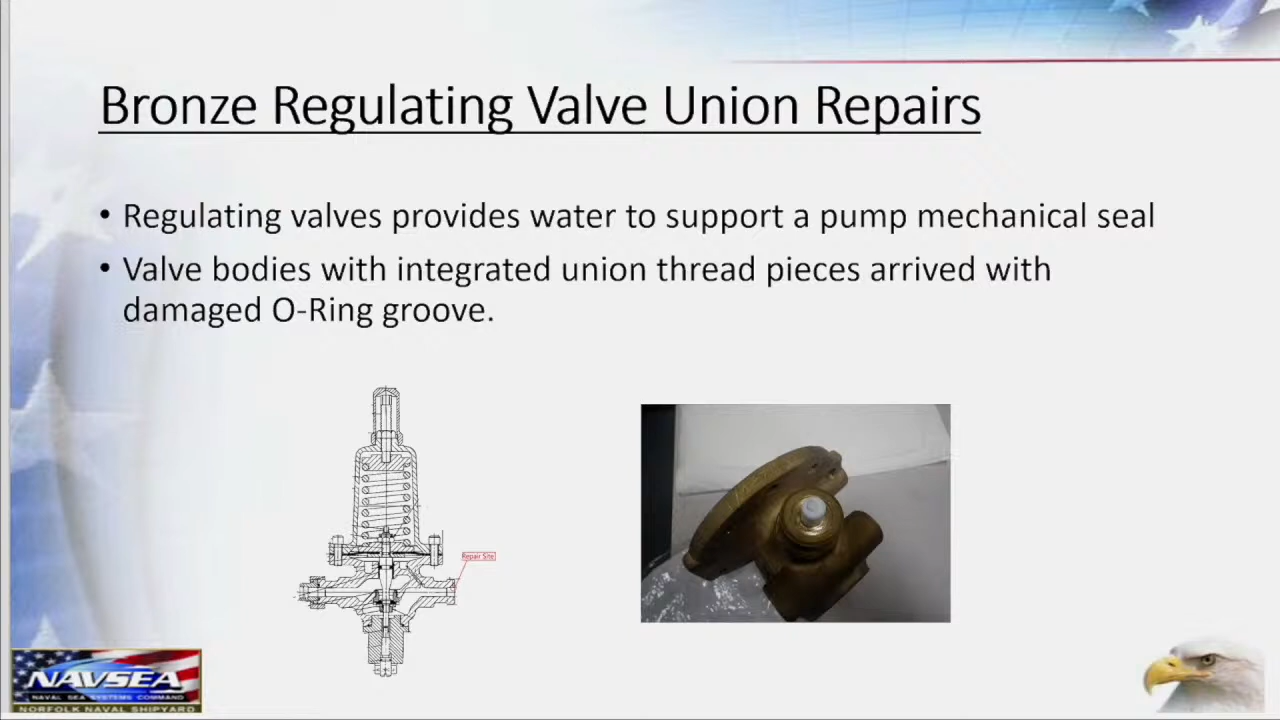 Bronze Regulating Valve Union Repairs
• Regulating valves provides water to support a pump mechanical seal
• Valve bodies with integrated union thread pieces arrived with
damaged O-Ring groove.
Repair Site
NAVSEA
NAVAL SEA SYSTEMS COMMAND
NORFOLK NAVAL SHIPYARD